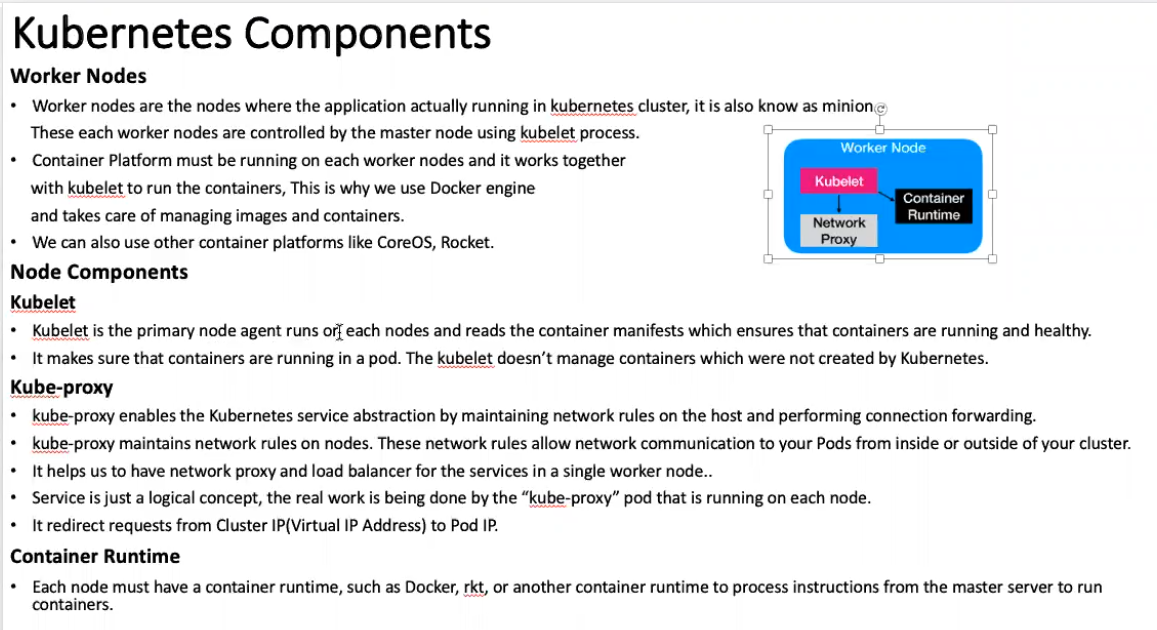 Kubernetes Components
Worker Nodes
• Worker nodes are the nodes where the application actually running in kubernetes cluster, it is also know as minion
These each worker nodes are controlled by the master node using kubelet process.
• Container Platform must be running on each worker nodes and it works together
with kubelet to run the containers, This is why we use Docker engine
and takes care of managing images and containers.
• We can also use other container platforms like CoreOS, Rocket.
Worker Node
Kubelet
Container
Runtime
Network
Proxy
Node Components
Kubelet
• Kubelet is the primary node agent runs on each nodes and reads the container manifests which ensures that containers are running and healthy.
• It makes sure that containers are running in a pod. The kubelet doesn’t manage containers which were not created by Kubernetes.
Kube-proxy
• kube-proxy enables the Kubernetes service abstraction by maintaining network rules on the host and performing connection forwarding.
• kube-proxy maintains network rules on nodes. These network rules allow network communication to your Pods from inside or outside of your cluster.
• It helps us to have network proxy and load balancer for the services in a single worker node..
• Service is just a logical concept, the real work is being done by the “kube-proxy” pod that is running on each node.
• It redirect requests from Cluster IP(Virtual IP Address) to Pod IP.
Container Runtime
• Each node must have a container runtime, such as Docker, rkt, or another container runtime to process instructions from the master server to run
containers.